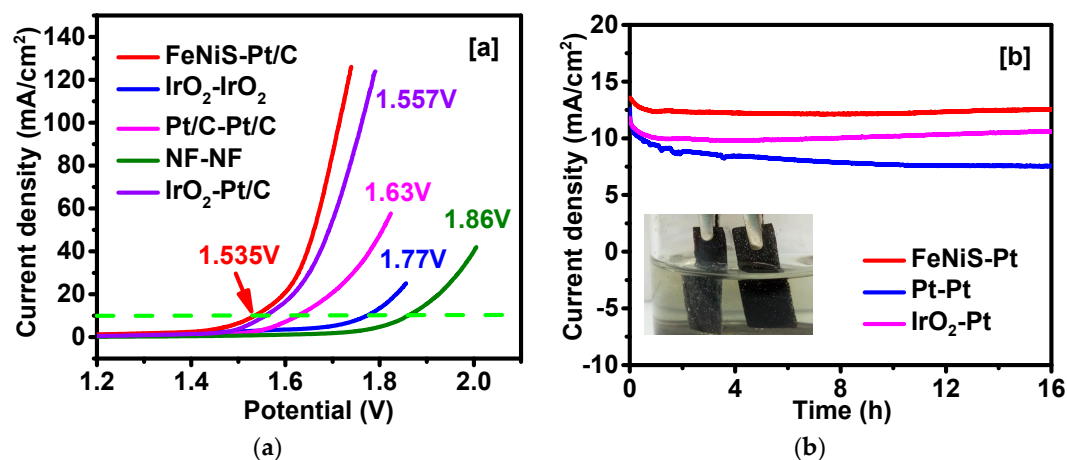 [a]
Current density (mA/cm²)
140
120
100
80
60
40
20
0
FeNiS-Pt/C
IrO₂-IrO₂
Pt/C-Pt/C
NF-NF
IrO₂-Pt/C
1.557V
1.63V
1.86V
1.535V
1.77V
1.2 1.4 1.6 1.8 2.0
Potential (V)
(a)
[b]
Current density (mA/cm²)
20
15
10
5
0
-5
-10
FeNiS-Pt
Pt-Pt
IrO₂-Pt
0 4 8 12 16
Time (h)
(b)